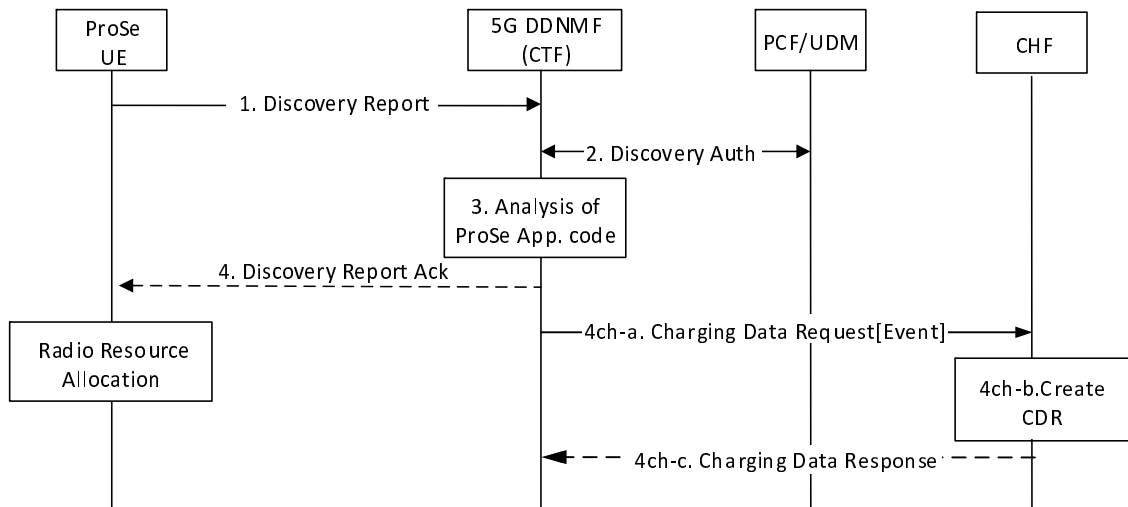 ProSe
UE
5G DDNMF
(CTF)
PCF/UDM
CHF
1. Discovery Report
2. Discovery Auth
3. Analysis of
ProSe App. code
4. Discovery Report Ack
4ch-a. Charging Data Request[Event]
Radio Resource
Allocation
4ch-b.Create
CDR
4ch-c. Charging Data Response